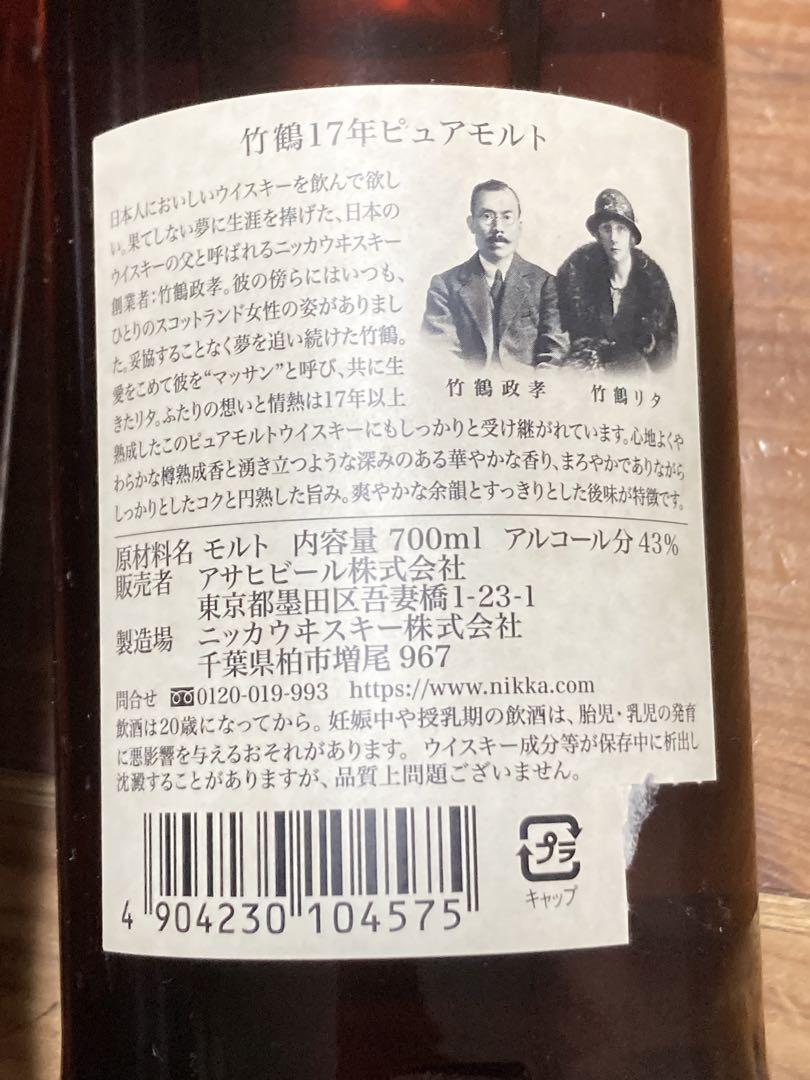 竹鶴17年ピュアモルト
日本人においしいウイスキーを飲んで欲し
い。果てしない夢に生涯を捧げた、日本の
ウイスキーの父と呼ばれるニッカウヰスキー
創業者:竹鶴政孝。彼の傍らにはいつも、
ひとりのスコットランド女性の姿がありまし
た。妥協することなく夢を追い続けた竹鶴。
愛をこめて彼を“マッサン”と呼び、共に生
きたリタ。ふたりの想いと情熱は17年以上
熟成したこのピュアモルトウイスキーにもしっかりと受け継がれています。心地よくや
わらかな樽熟成香と湧き立つような深みのある華やかな香り、まろやかでありながら
しっかりとしたコクと円熟した旨み。爽やかな余韻とすっきりとした後味が特徴です。
竹鶴政孝
竹鶴リタ
原材料名 モルト 内容量 700ml アルコール分 43%
販売者 アサヒビール株式会社
東京都墨田区吾妻橋1-23-1
製造場 ニッカウヰスキー株式会社
千葉県柏市増尾 967
問合せ 0120-019-993 https://www.nikka.com
飲酒は20歳になってから。妊娠中や授乳期の飲酒は、胎児・乳児の発育
に悪影響を与えるおそれがあります。 ウイスキー成分等が保存中に析出し
沈澱することがありますが、品質上問題ございません。
4 904230 104575
プラ
キャップ